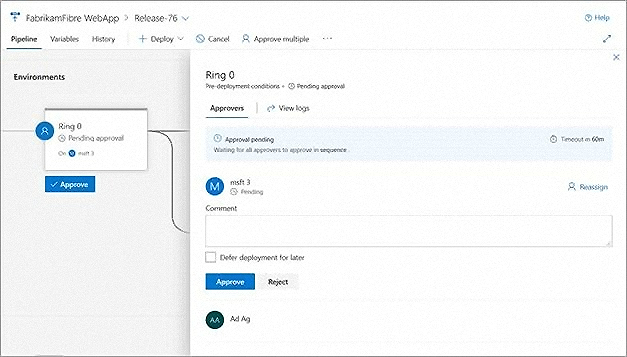 FabrikamFibre WebApp > Release-76
Help
Pipeline Variables History + Deploy Cancel Approve multiple ...
Environments
Ring 0
Pending approval
On M msft 3
Approve
Ring 0
Pre-deployment conditions • Pending approval
Approvers View logs
Approval pending
Timeout in 60m
Waiting for all approvers to approve in sequence.
M msft 3
Pending
Reassign
Comment
Defer deployment for later
Approve Reject
AA Ad Ag